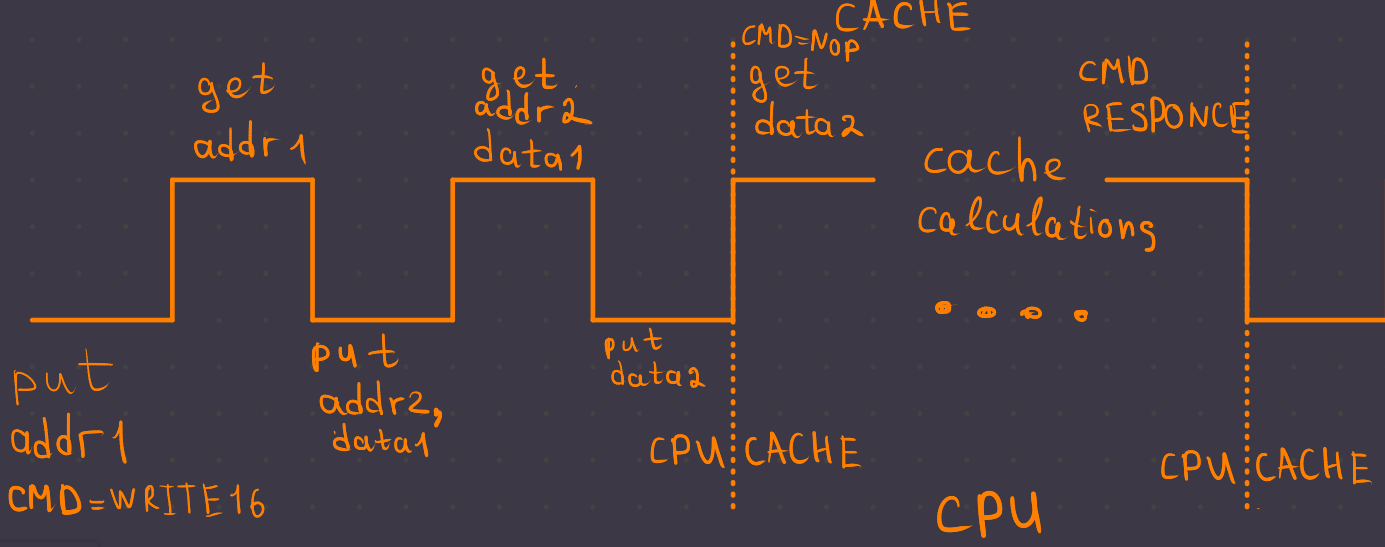 CACHE
CMD=NOP
get
data2
get
addr1
get
addr2
data1
CMD
RESPONCE
cache
calculations
put
addr1
CMD=WRITE16
put
addr2,
data1
put
data2
CPU CACHE
CPU
CPU CACHE